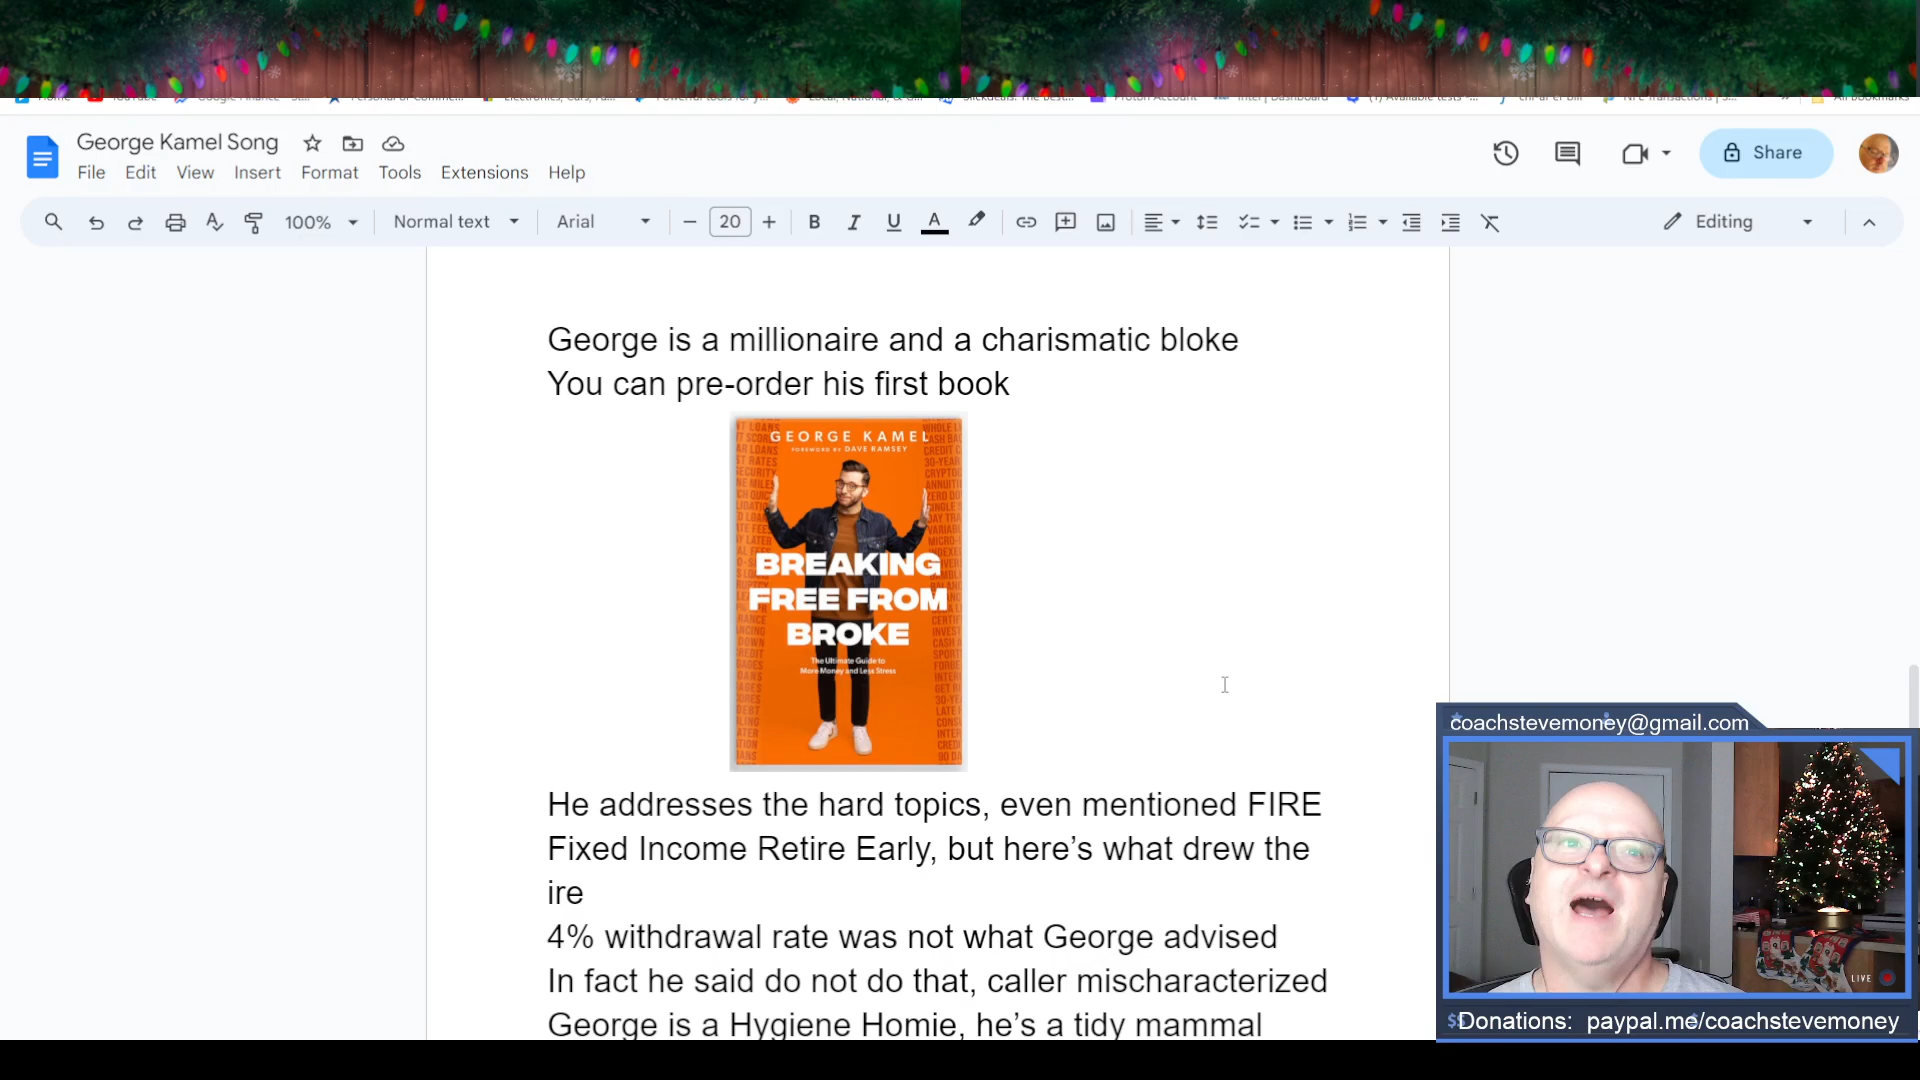 George Kamel Song
Share
File Edit View Insert Format Tools Extensions Help
100% Normal text Arial 20 B I U A Editing
George is a millionaire and a charismatic bloke
You can pre-order his first book
GEORGE KAMEL
FOREWORD BY DAVE RAMSEY
BREAKING
FREE FROM
BROKE
The Ultimate Guide to
More Money and Less Stress
He addresses the hard topics, even mentioned FIRE
Fixed Income Retire Early, but here's what drew the
ire
4% withdrawal rate was not what George advised
In fact he said do not do that, caller mischaracterized
George is a Hygiene Homie, he's a tidy mammal
coachstevemoney@gmail.com
LIVE
Donations: paypal.me/coachstevemoney